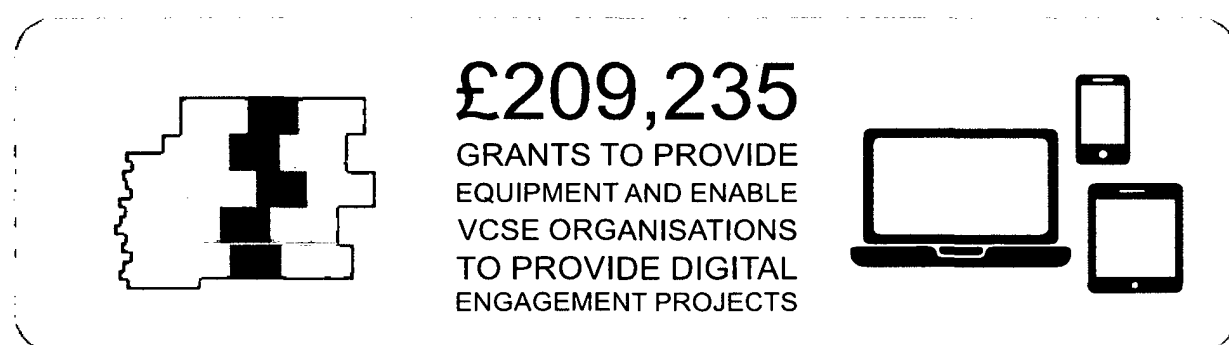 £209,235
GRANTS TO PROVIDE
EQUIPMENT AND ENABLE
VCSE ORGANISATIONS
TO PROVIDE DIGITAL
ENGAGEMENT PROJECTS